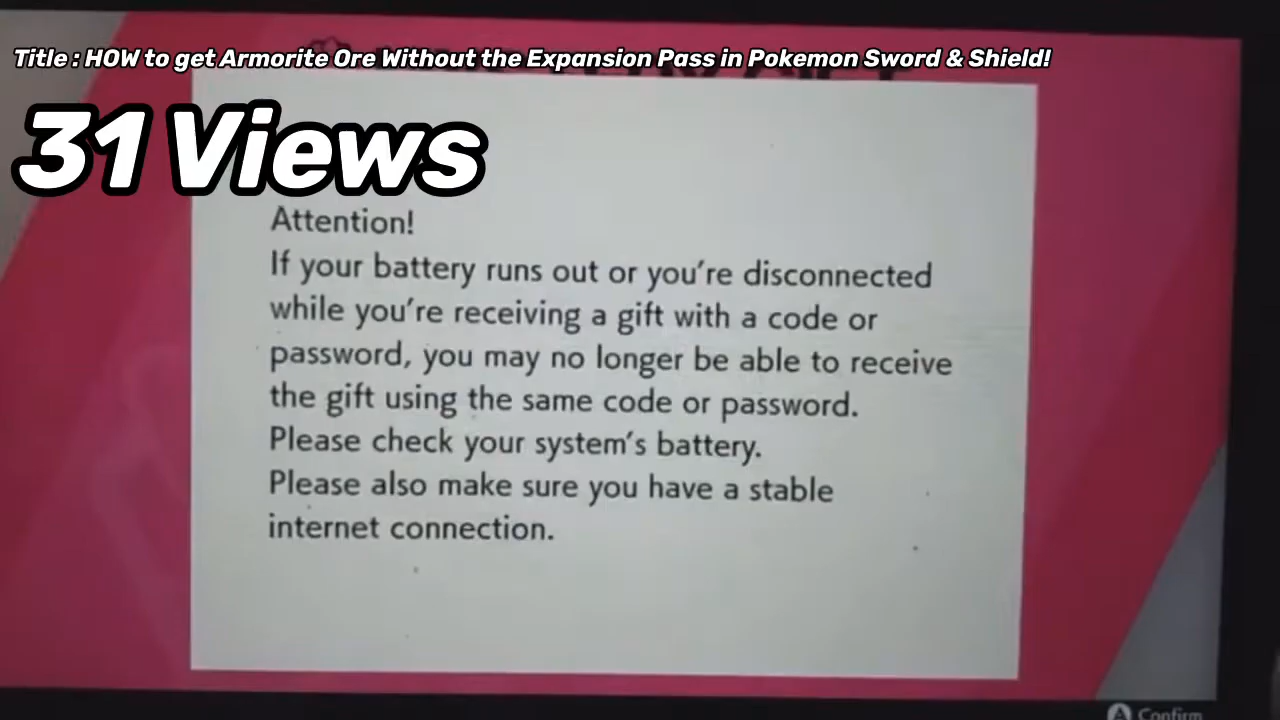 Title : HOW to get Armorite Ore Without the Expansion Pass in Pokemon Sword & Shield!
31 Views
Attention!
If your battery runs out or you're disconnected
while you're receiving a gift with a code or
password, you may no longer be able to receive
the gift using the same code or password.
Please check your system's battery.
Please also make sure you have a stable
internet connection.
A Confirm